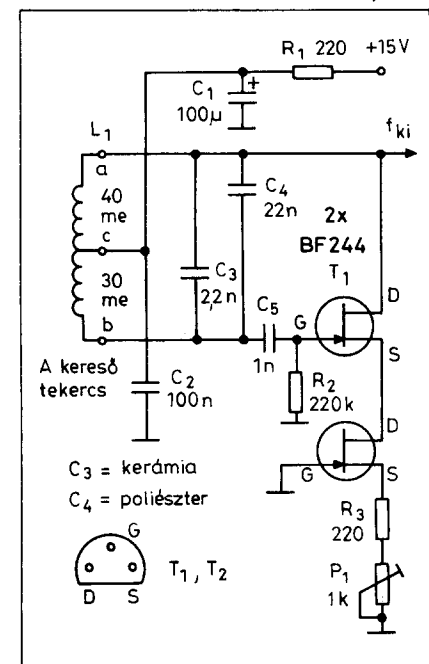 R₁ 220 +15V
C₁
100µ
+
L₁
a
40
me
c
30
me
b
f_ki
C₄
22n
2x
BF244
T₁
C₃
2,2n
C₅
1n
G
D
S
A kereső
tekercs
C₂
100n
R₂
220k
D
G
S
C₃ = kerámia
C₄ = poliészter
R₃
220
G
D S
T₁, T₂
P₁
1k